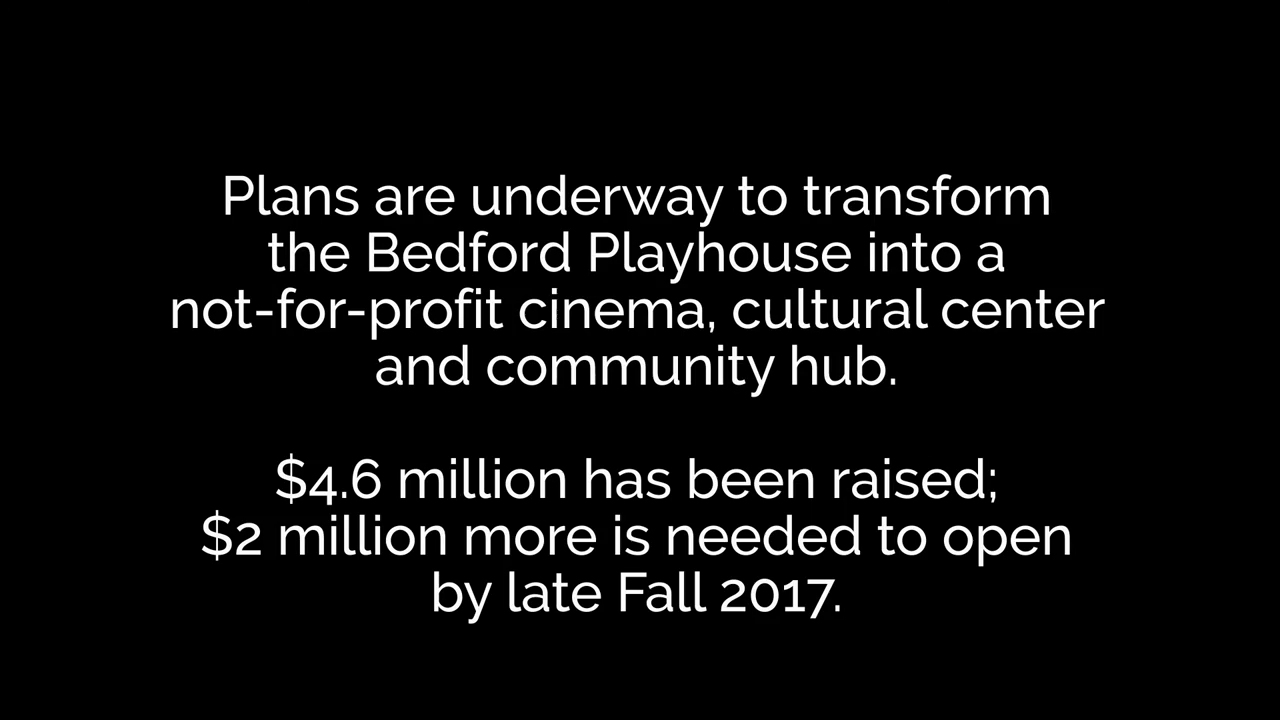 Plans are underway to transform
the Bedford Playhouse into a
not-for-profit cinema, cultural center
and community hub.
$4.6 million has been raised;
$2 million more is needed to open
by late Fall 2017.